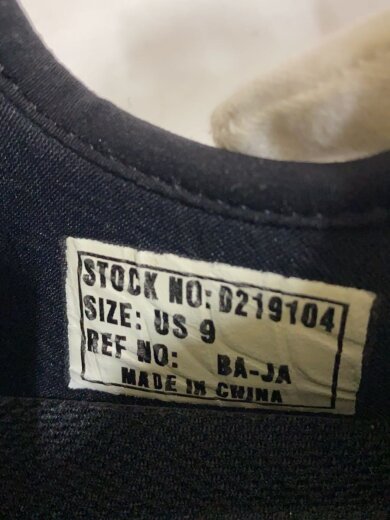 STOCK NO: D219104
SIZE: US 9
REF NO: BA-JA
MADE IN CHINA